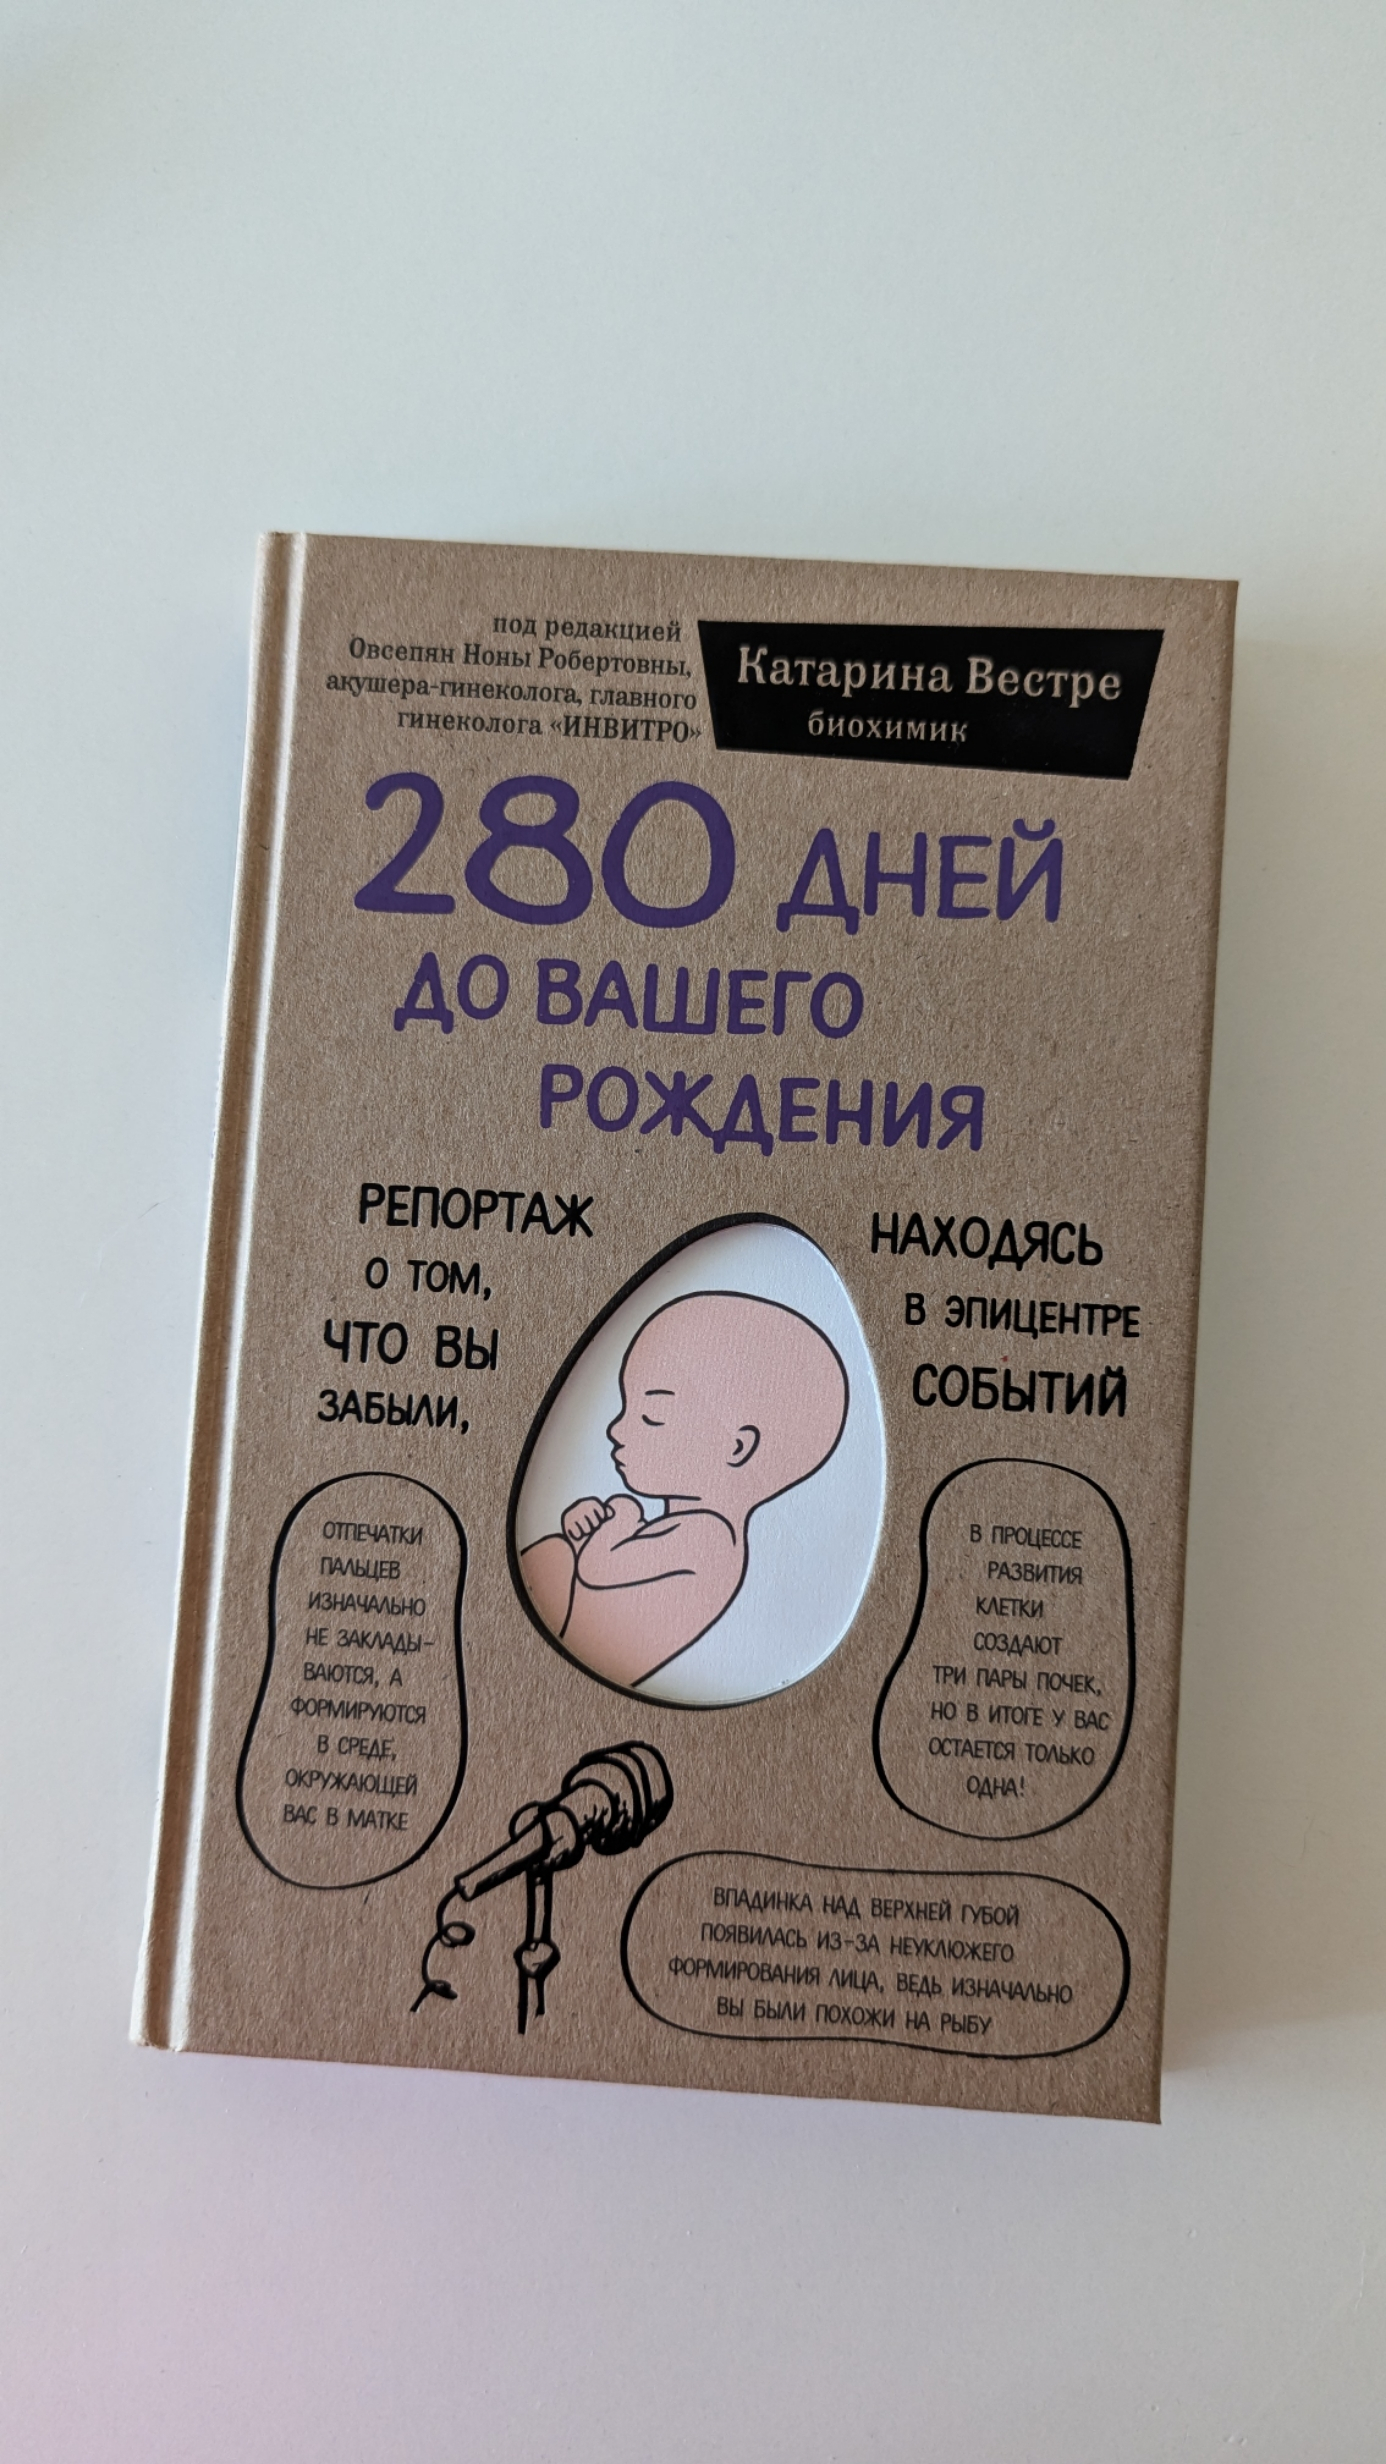 под редакцией
Овсепян Ноны Робертовны,
акушера-гинеколога, главного
гинеколога «ИНВИТРО»
Катарина Вестре
биохимик
280 ДНЕЙ
ДО ВАШЕГО
РОЖДЕНИЯ
РЕПОРТАЖ
О ТОМ,
ЧТО ВЫ
ЗАБЫЛИ,
НАХОДЯСЬ
В ЭПИЦЕНТРЕ
СОБЫТИЙ
ОТПЕЧАТКИ
ПАЛЬЦЕВ
ИЗНАЧАЛЬНО
НЕ ЗАКЛАДЫ-
ВАЮТСЯ, А
ФОРМИРУЮТСЯ
В СРЕДЕ,
ОКРУЖАЮЩЕЙ
ВАС В МАТКЕ
В ПРОЦЕССЕ
РАЗВИТИЯ
КЛЕТКИ
СОЗДАЮТ
ТРИ ПАРЫ ПОЧЕК,
НО В ИТОГЕ У ВАС
ОСТАЕТСЯ ТОЛЬКО
ОДНА!
ВПАДИНКА НАД ВЕРХНЕЙ ГУБОЙ
ПОЯВИЛАСЬ ИЗ-ЗА НЕУКЛЮЖЕГО
ФОРМИРОВАНИЯ ЛИЦА, ВЕДЬ ИЗНАЧАЛЬНО
ВЫ БЫЛИ ПОХОЖИ НА РЫБУ